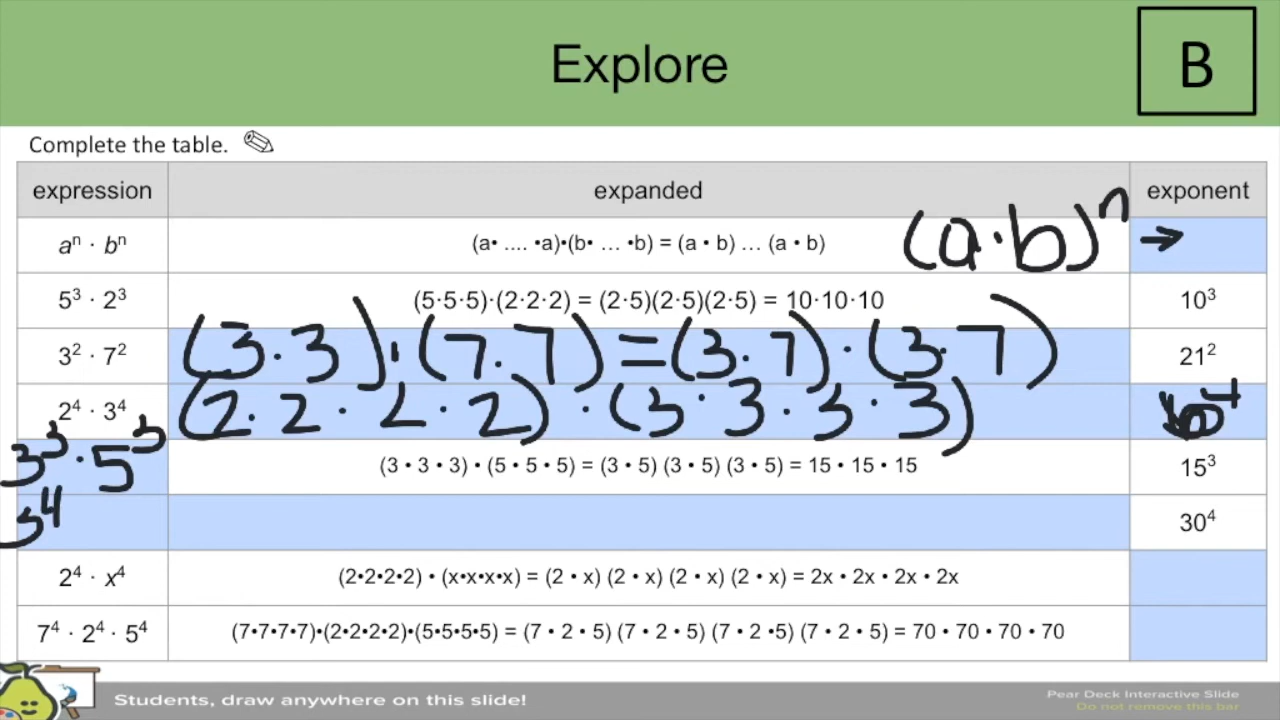 Explore
B
Complete the table.
expression expanded exponent
aⁿ · bⁿ (a• .... •a)•(b• … •b) = (a • b) … (a • b) (a·b)ⁿ →
5³ · 2³ (5·5·5)·(2·2·2) = (2·5)(2·5)(2·5) = 10·10·10 10³
3² · 7² (3·3)·(7·7)=(3·7)·(3·7) 21²
2⁴ · 3⁴ (2·2·2·2)·(3·3·3·3)
3³·5³ (3 • 3 • 3) • (5 • 5 • 5) = (3 • 5) (3 • 5) (3 • 5) = 15 • 15 • 15 15³
3⁴ 30⁴
2⁴ · x⁴ (2•2•2•2) • (x•x•x•x) = (2 • x) (2 • x) (2 • x) (2 • x) = 2x • 2x • 2x • 2x
7⁴ · 2⁴ · 5⁴ (7•7•7•7)•(2•2•2•2)•(5•5•5•5) = (7 • 2 • 5) (7 • 2 • 5) (7 • 2 •5) (7 • 2 • 5) = 70 • 70 • 70 • 70
Students, draw anywhere on this slide!
Pear Deck Interactive Slide
Do not remove this bar